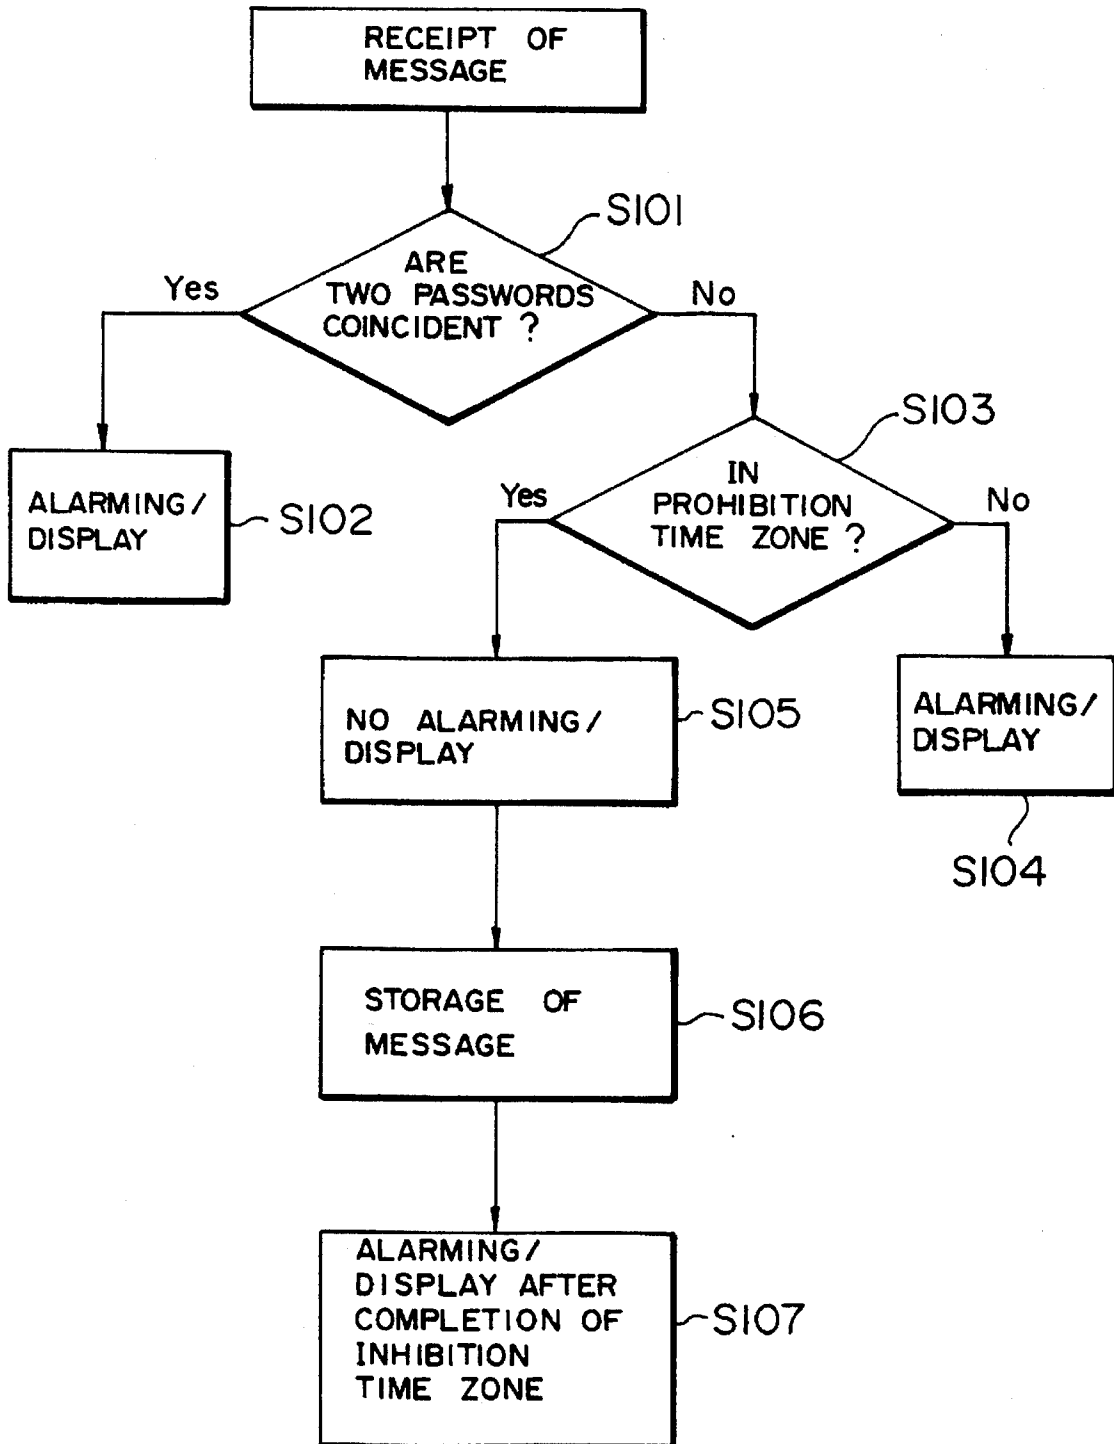 RECEIPT OF
MESSAGE
S101
ARE
TWO PASSWORDS
COINCIDENT ?
Yes
No
S103
IN
PROHIBITION
TIME ZONE ?
Yes
No
ALARMING/
DISPLAY
S102
NO ALARMING/
DISPLAY
S105
ALARMING/
DISPLAY
S104
STORAGE OF
MESSAGE
S106
ALARMING/
DISPLAY AFTER
COMPLETION OF
INHIBITION
TIME ZONE
S107